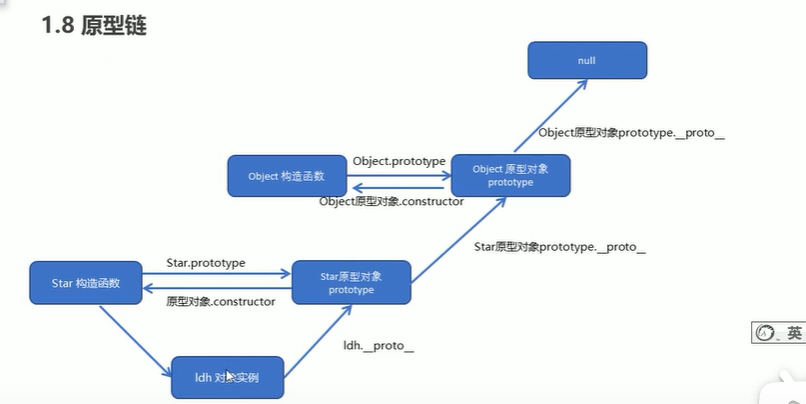 1.8 原型链
null
Object原型对象prototype.__proto__
Object.prototype
Object 构造函数
Object 原型对象
prototype
Object原型对象.constructor
Star原型对象prototype.__proto__
Star.prototype
Star 构造函数
Star原型对象
prototype
原型对象.constructor
ldh.__proto__
ldh 对象实例
英